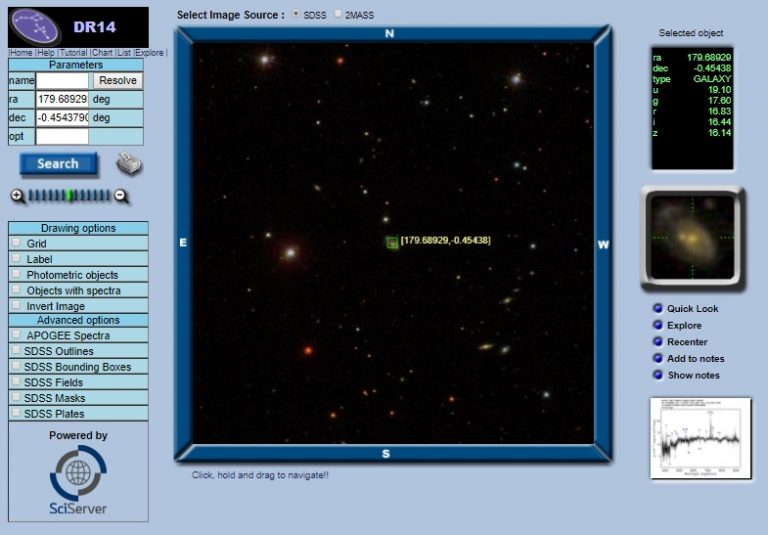 DR14
|Home |Help |Tutorial |Chart |List |Explore |
Parameters
name Resolve
ra 179.68929 deg
dec -0.4543790 deg
opt
Search
Drawing options
Grid
Label
Photometric objects
Objects with spectra
Invert Image
Advanced options
APOGEE Spectra
SDSS Outlines
SDSS Bounding Boxes
SDSS Fields
SDSS Masks
SDSS Plates
Powered by
SciServer
Select Image Source : SDSS 2MASS
N
E
[179.68929,-0.45438]
W
S
Click, hold and drag to navigate!!
Selected object
ra 179.68929
dec -0.45438
type GALAXY
u 19.10
g 17.60
r 16.83
i 16.44
z 16.14
Quick Look
Explore
Recenter
Add to notes
Show notes